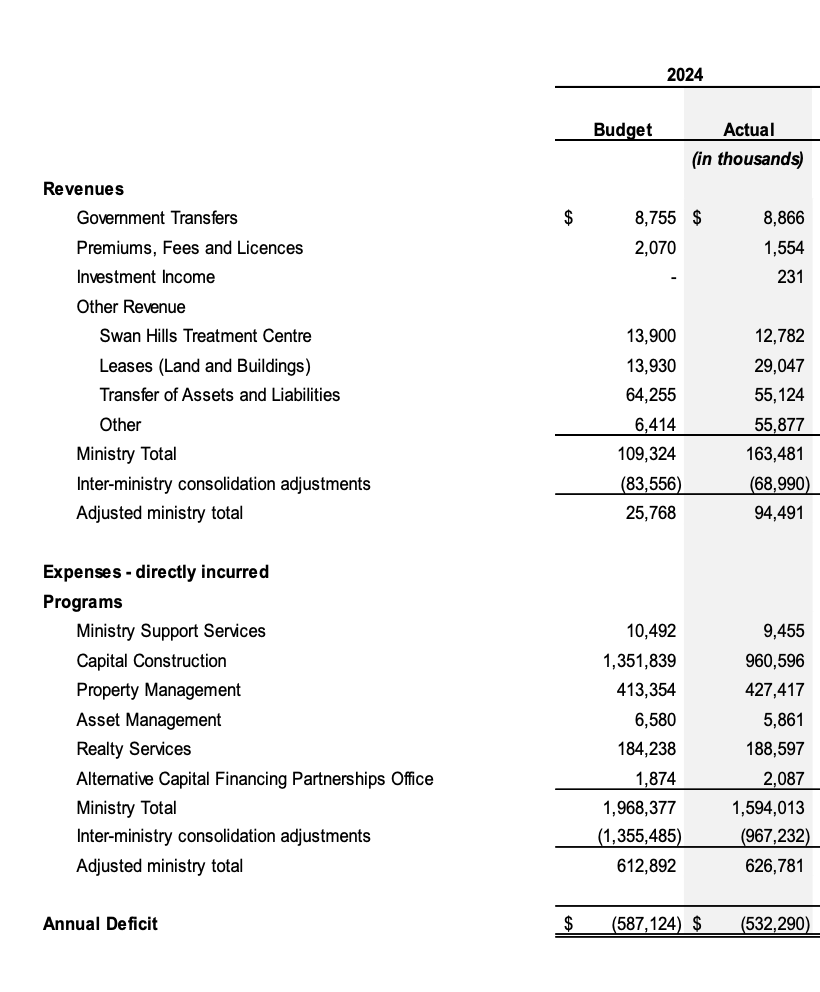 2024
Budget Actual
(in thousands)
Revenues
Government Transfers $ 8,755 $ 8,866
Premiums, Fees and Licences 2,070 1,554
Investment Income - 231
Other Revenue
Swan Hills Treatment Centre 13,900 12,782
Leases (Land and Buildings) 13,930 29,047
Transfer of Assets and Liabilities 64,255 55,124
Other 6,414 55,877
Ministry Total 109,324 163,481
Inter-ministry consolidation adjustments (83,556) (68,990)
Adjusted ministry total 25,768 94,491
Expenses - directly incurred
Programs
Ministry Support Services 10,492 9,455
Capital Construction 1,351,839 960,596
Property Management 413,354 427,417
Asset Management 6,580 5,861
Realty Services 184,238 188,597
Alternative Capital Financing Partnerships Office 1,874 2,087
Ministry Total 1,968,377 1,594,013
Inter-ministry consolidation adjustments (1,355,485) (967,232)
Adjusted ministry total 612,892 626,781
Annual Deficit $ (587,124) $ (532,290)